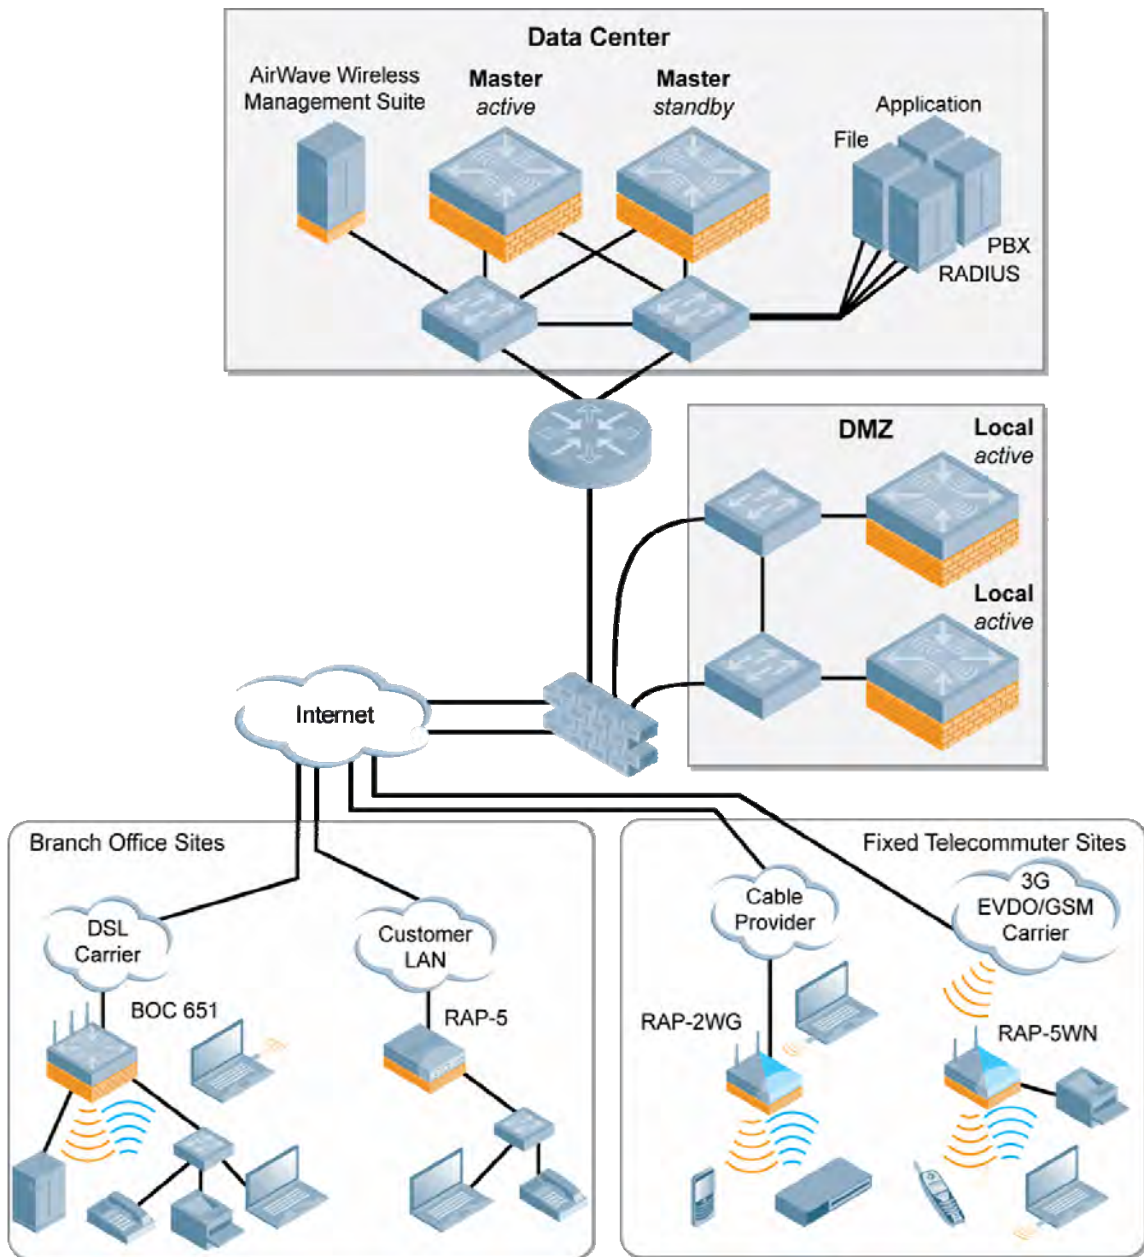 Data Center
AirWave Wireless
Management Suite
Master
active
Master
standby
Application
File
PBX
RADIUS
DMZ
Local
active
Local
active
Internet
Branch Office Sites
Fixed Telecommuter Sites
DSL
Carrier
Customer
LAN
Cable
Provider
3G
EVDO/GSM
Carrier
BOC 651
RAP-5
RAP-2WG
RAP-5WN